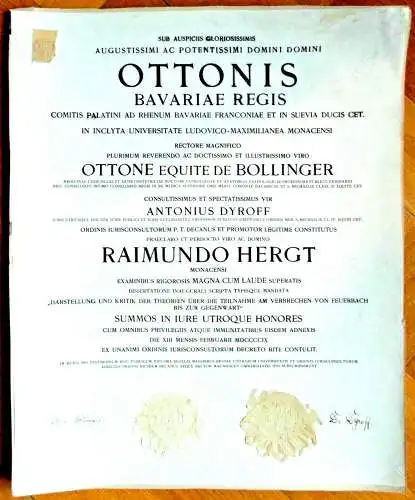 SUB AUSPICIIS GLORIOSISSIMIS
AUGUSTISSIMI AC POTENTISSIMI DOMINI DOMINI
OTTONIS
BAVARIAE REGIS
COMITIS PALATINI AD RHENUM BAVARIAE FRANCONIAE ET IN SUEVIA DUCIS CET.
IN INCLYTA UNIVERSITATE LUDOVICO-MAXIMILIANEA MONACENSI
RECTORE MAGNIFICO
PLURIMUM REVERENDO AC DOCTISSIMO ET ILLUSTRISSIMO VIRO
OTTONE EQUITE DE BOLLINGER
CONSULTISSIMUS ET SPECTATISSIMUS VIR
ANTONIUS DYROFF
ORDINIS IURISCONSULTORUM P. T. DECANUS ET PROMOTOR LEGITIME CONSTITUTUS
PRAECLARO ET PERDOCTO VIRO AC DOMINO
RAIMUNDO HERGT
MONACENSI
EXAMINIBUS RIGOROSIS MAGNA CUM LAUDE SUPERATIS
DISSERTATIONE INAUGURALI SCRIPTA TYPISQUE MANDATA
„DARSTELLUNG UND KRITIK DER THEORIEN ÜBER DIE TEILNAHME AM VERBRECHEN VON FEUERBACH
BIS ZUR GEGENWART“
SUMMOS IN IURE UTROQUE HONORES
CUM OMNIBUS PRIVILEGIIS ATQUE IMMUNITATIBUS EISDEM ADNEXIS
DIE XIII MENSIS FEBRUARII MDCCCCIX
EX UNANIMI ORDINIS IURISCONSULTORUM DECRETO RITE CONTULIT.
Dr. Dyroff